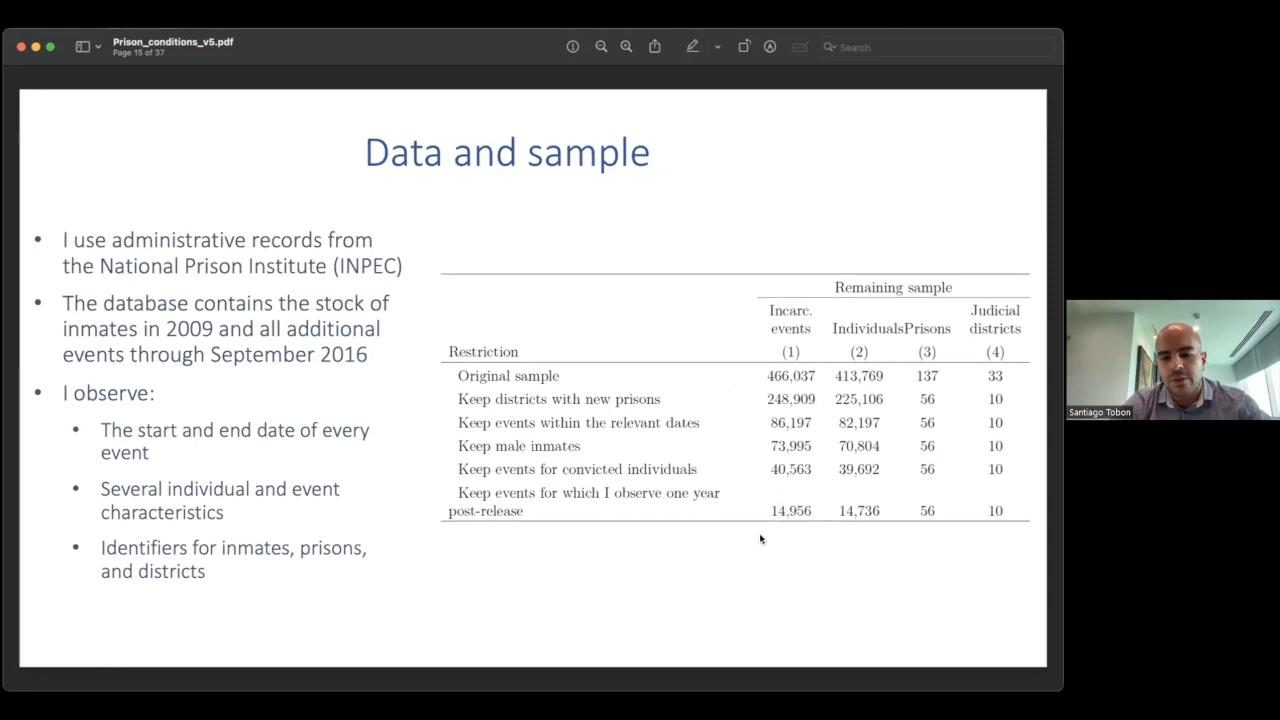 Prison_conditions_v5.pdf
Page 15 of 37
Search
Data and sample
• I use administrative records from
the National Prison Institute (INPEC)
• The database contains the stock of
inmates in 2009 and all additional
events through September 2016
• I observe:
• The start and end date of every
event
• Several individual and event
characteristics
• Identifiers for inmates, prisons,
and districts
Remaining sample
Incarc. Judicial
events Individuals Prisons districts
Restriction (1) (2) (3) (4)
Original sample 466,037 413,769 137 33
Keep districts with new prisons 248,909 225,106 56 10
Keep events within the relevant dates 86,197 82,197 56 10
Keep male inmates 73,995 70,804 56 10
Keep events for convicted individuals 40,563 39,692 56 10
Keep events for which I observe one year
post-release 14,956 14,736 56 10
Santiago Tobon